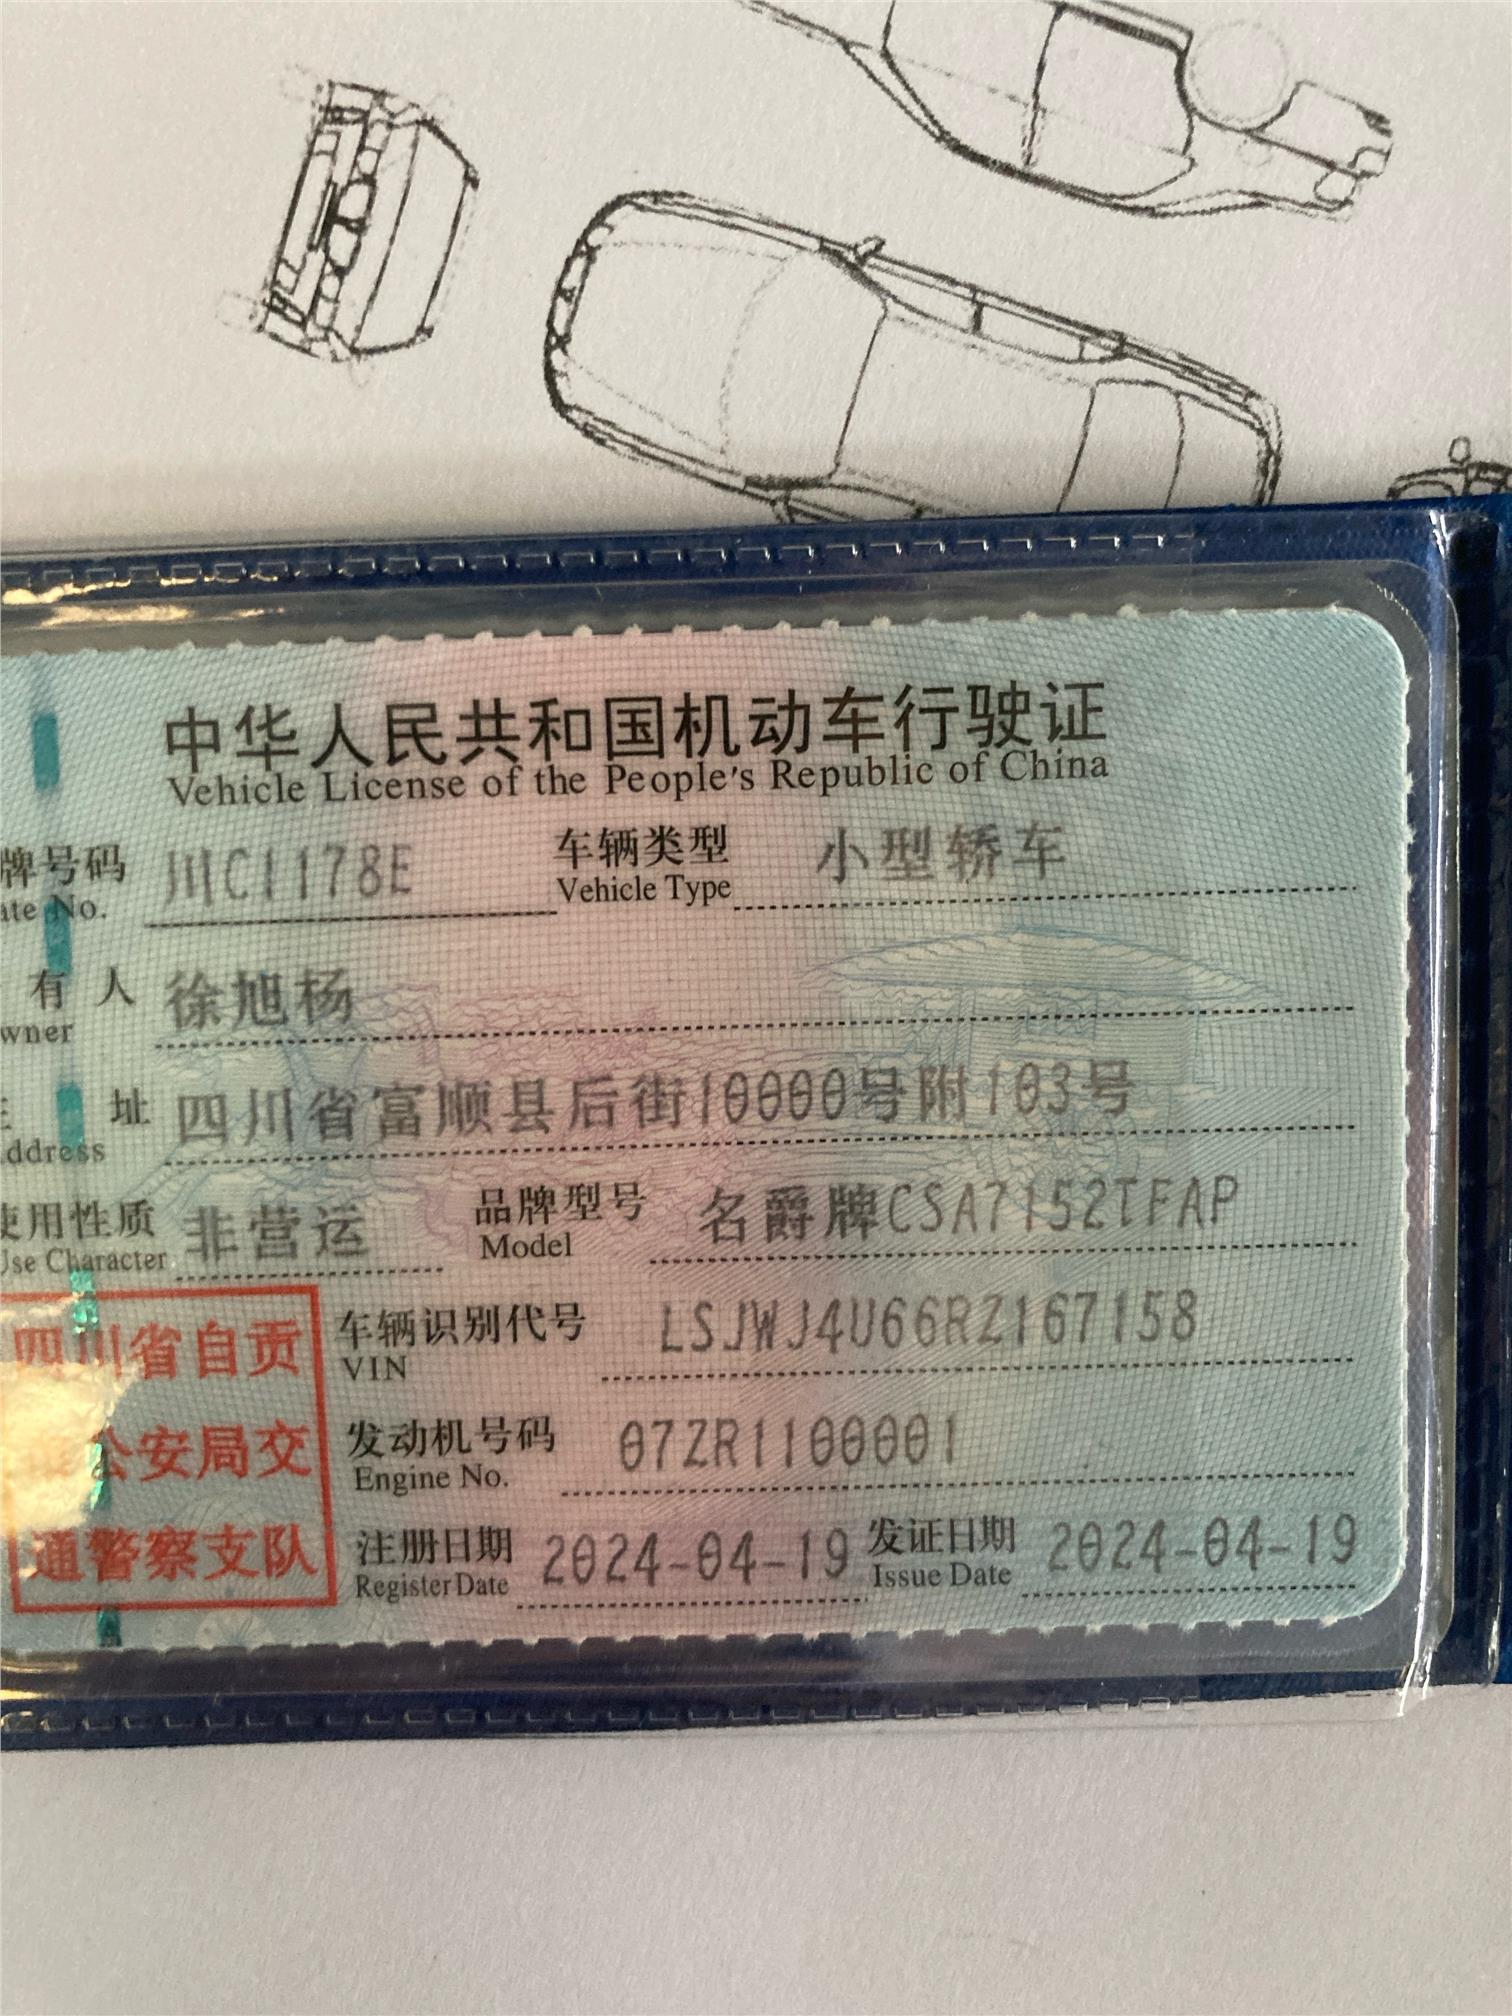 中华人民共和国机动车行驶证
Vehicle License of the People's Republic of China
牌号码 川C1178E 车辆类型 小型轿车
ate No. Vehicle Type
有人 徐旭杨
wner
址 四川省富顺县后街10000号附103号
ddress
使用性质 非营运 品牌型号 名爵牌CSA7152TFAP
Use Character Model
四川省自贡 车辆识别代号 LSJWJ4U66RZ167158
VIN
公安局交 发动机号码 07ZR1100001
Engine No.
通警察支队 注册日期 2024-04-19 发证日期 2024-04-19
Register Date Issue Date